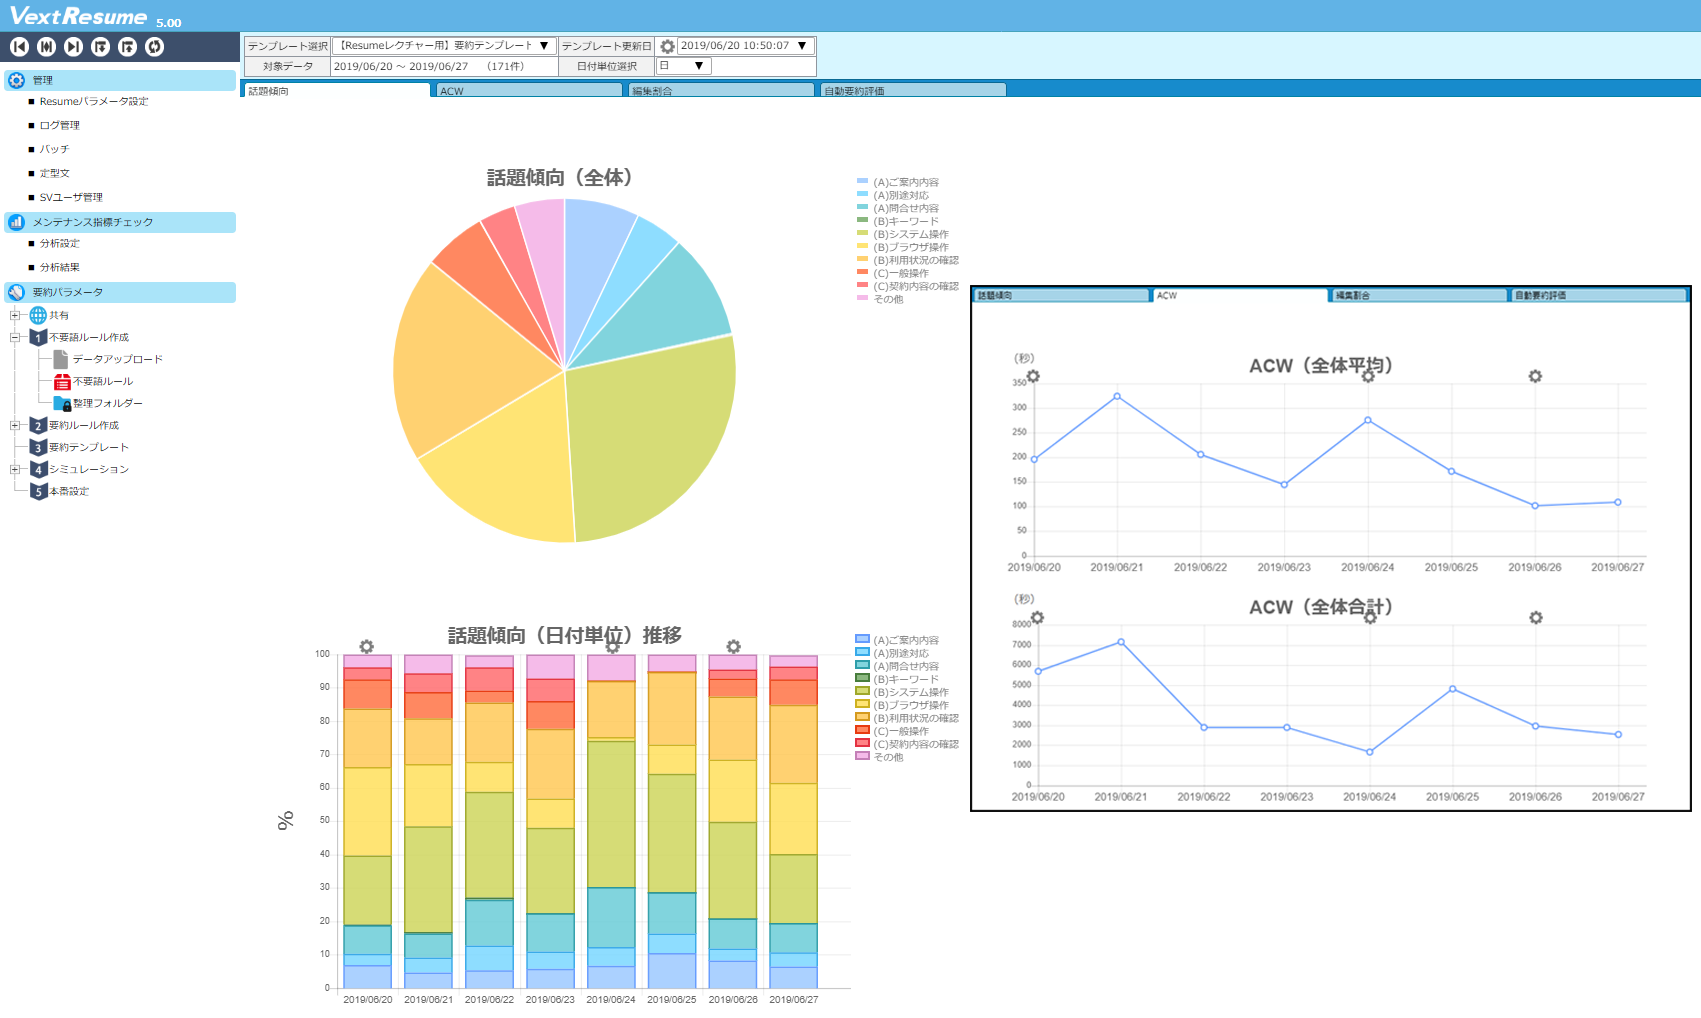 VextResume 5.00
テンプレート選択 【Resumeレクチャー用】要約テンプレート ▼ テンプレート更新日 2019/06/20 10:50:07 ▼
対象データ 2019/06/20 ～ 2019/06/27 （171件） 日付単位選択 日 ▼
話題傾向 ACW 編集割合 自動要約評価
管理
■ Resumeパラメータ設定
■ ログ管理
■ バッチ
■ 定型文
■ SVユーザ管理
メンテナンス指標チェック
■ 分析設定
■ 分析結果
要約パラメータ
共有
1 不要語ルール作成
データアップロード
不要語ルール
整理フォルダー
2 要約ルール作成
3 要約テンプレート
4 シミュレーション
5 本番設定
話題傾向（全体）
(A)ご案内内容
(A)別途対応
(A)問合せ内容
(B)キーワード
(B)システム操作
(B)ブラウザ操作
(B)利用状況の確認
(C)一般操作
(C)契約内容の確認
その他
話題傾向（日付単位）推移
%
100
90
80
70
60
50
40
30
20
10
0
2019/06/20 2019/06/21 2019/06/22 2019/06/23 2019/06/24 2019/06/25 2019/06/26 2019/06/27
(A)ご案内内容
(A)別途対応
(A)問合せ内容
(B)キーワード
(B)システム操作
(B)ブラウザ操作
(B)利用状況の確認
(C)一般操作
(C)契約内容の確認
その他
話題傾向 ACW 編集割合 自動要約評価
ACW（全体平均）
（秒）
350
300
250
200
150
100
50
0
2019/06/20 2019/06/21 2019/06/22 2019/06/23 2019/06/24 2019/06/25 2019/06/26 2019/06/27
ACW（全体合計）
（秒）
8000
7000
6000
5000
4000
3000
2000
1000
0
2019/06/20 2019/06/21 2019/06/22 2019/06/23 2019/06/24 2019/06/25 2019/06/26 2019/06/27